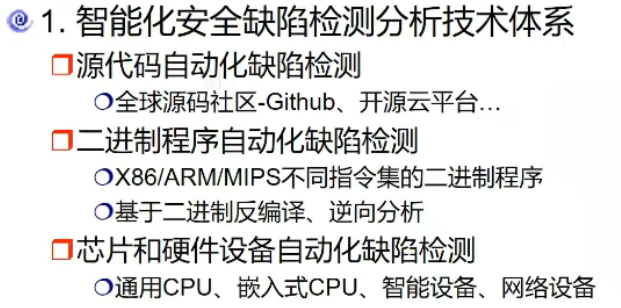 1. 智能化安全缺陷检测分析技术体系
源代码自动化缺陷检测
全球源码社区-Github、开源云平台…
二进制程序自动化缺陷检测
X86/ARM/MIPS不同指令集的二进制程序
基于二进制反编译、逆向分析
芯片和硬件设备自动化缺陷检测
通用CPU、嵌入式CPU、智能设备、网络设备